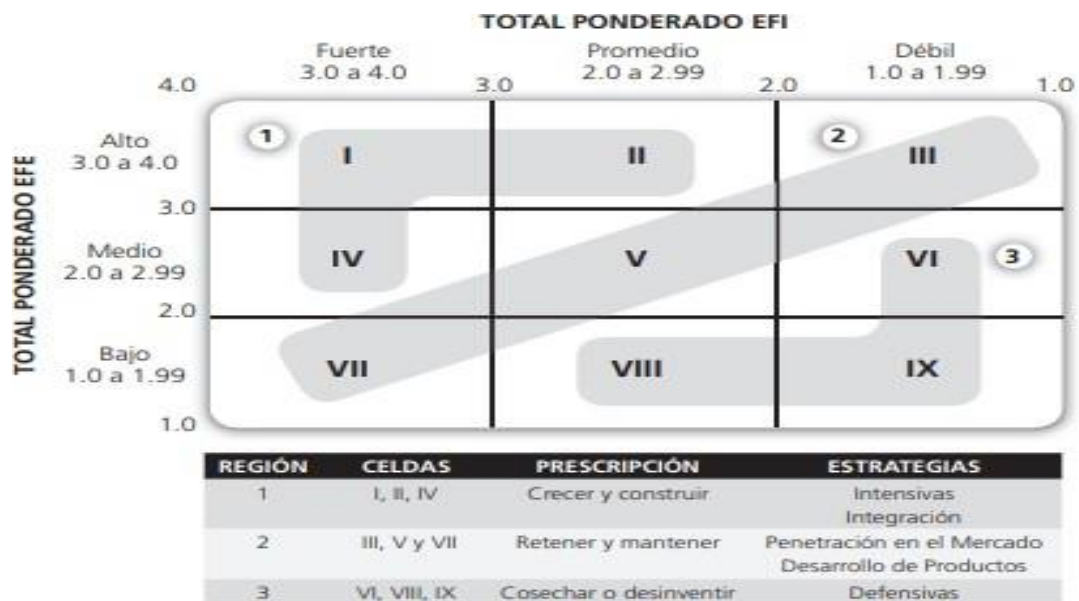 TOTAL PONDERADO EFI
Fuerte
3.0 a 4.0
Promedio
2.0 a 2.99
Débil
1.0 a 1.99
4.0
3.0
2.0
1.0
TOTAL PONDERADO EFE
Alto
3.0 a 4.0
1
I
II
2
III
3.0
Medio
2.0 a 2.99
IV
V
VI
3
2.0
Bajo
1.0 a 1.99
VII
VIII
IX
1.0
REGIÓN CELDAS PRESCRIPCIÓN ESTRATEGIAS
1 I, II, IV Crecer y construir Intensivas
Integración
2 III, V y VII Retener y mantener Penetración en el Mercado
Desarrollo de Productos
3 VI, VIII, IX Cosechar o desinventir Defensivas